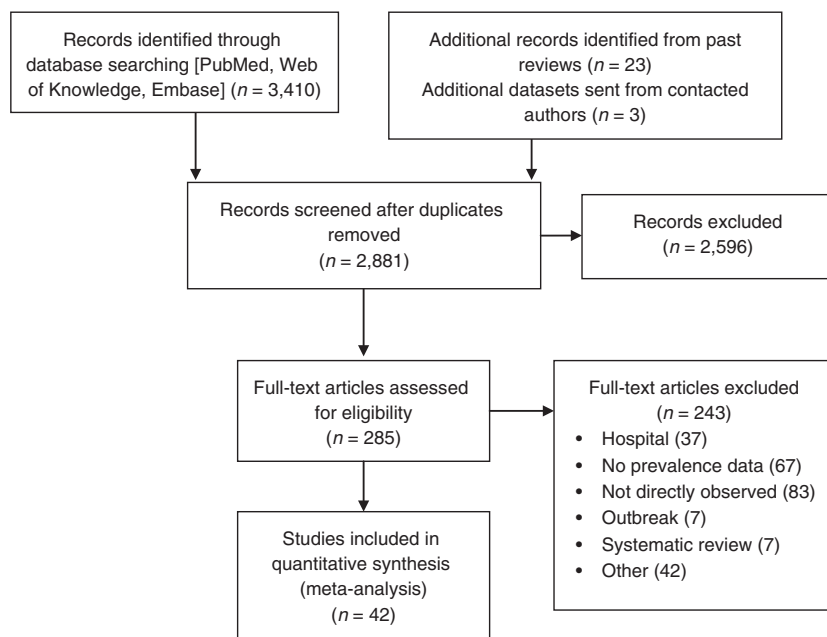 Records identified through
database searching [PubMed, Web
of Knowledge, Embase] (n = 3,410)
Additional records identified from past
reviews (n = 23)
Additional datasets sent from contacted
authors (n = 3)
Records screened after duplicates
removed
(n = 2,881)
Records excluded
(n = 2,596)
Full-text articles assessed
for eligibility
(n = 285)
Full-text articles excluded
(n = 243)
• Hospital (37)
• No prevalence data (67)
• Not directly observed (83)
• Outbreak (7)
• Systematic review (7)
• Other (42)
Studies included in
quantitative synthesis
(meta-analysis)
(n = 42)